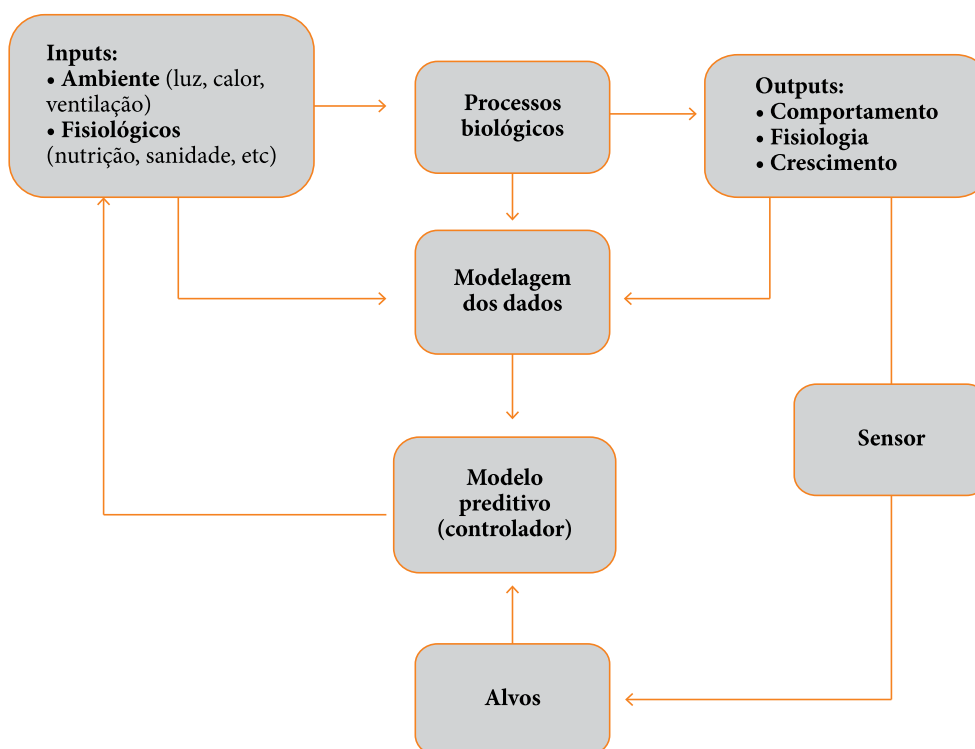 Inputs:
• Ambiente (luz, calor,
ventilação)
• Fisiológicos
(nutrição, sanidade, etc)
Processos
biológicos
Outputs:
• Comportamento
• Fisiologia
• Crescimento
Modelagem
dos dados
Sensor
Modelo
preditivo
(controlador)
Alvos